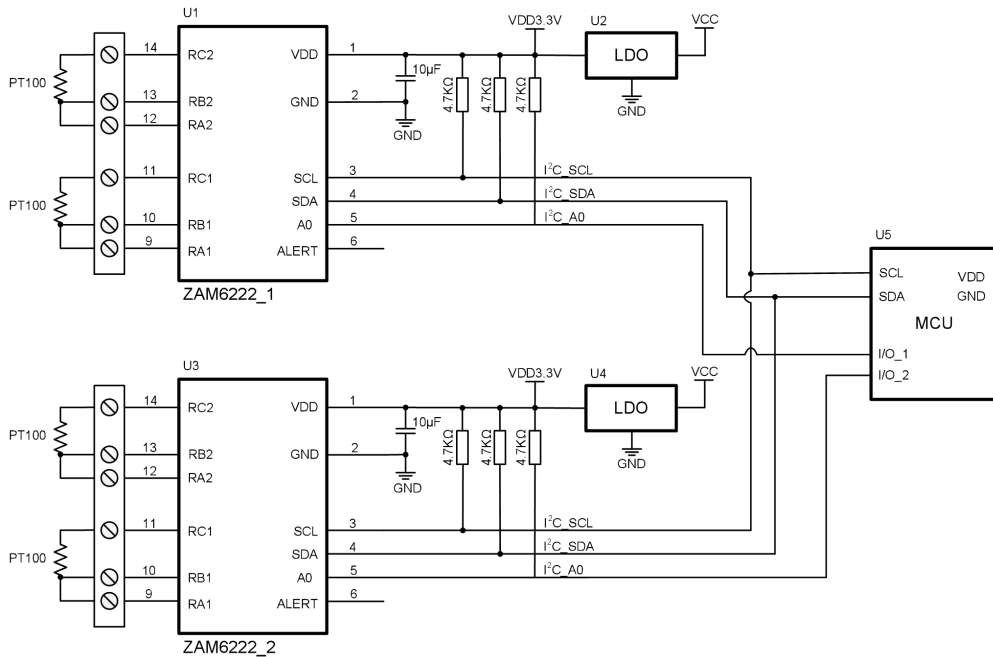 U1
VDD3.3V
U2
VCC
14
RC2
VDD
1
LDO
PT100
10μF
4.7KΩ
4.7KΩ
4.7KΩ
13
RB2
GND
2
12
RA2
GND
GND
11
RC1
SCL
3
I²C_SCL
SDA
4
I²C_SDA
PT100
10
RB1
A0
5
I²C_A0
9
RA1
ALERT
6
U5
ZAM6222_1
SCL
VDD
SDA
GND
MCU
I/O_1
I/O_2
U3
VDD3.3V
U4
VCC
14
RC2
VDD
1
LDO
PT100
10μF
4.7KΩ
4.7KΩ
4.7KΩ
13
RB2
GND
2
12
RA2
GND
GND
11
RC1
SCL
3
I²C_SCL
SDA
4
I²C_SDA
PT100
10
RB1
A0
5
I²C_A0
9
RA1
ALERT
6
ZAM6222_2